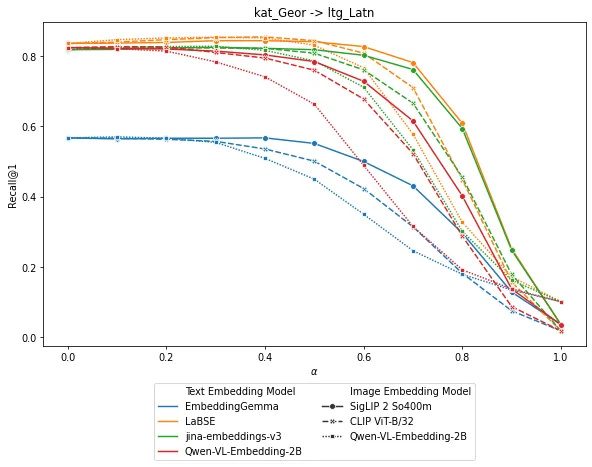 kat_Geor -> ltg_Latn
Recall@1
0.8
0.6
0.4
0.2
0.0
0.0 0.2 0.4 0.6 0.8 1.0
α
Text Embedding Model
EmbeddingGemma
LaBSE
jina-embeddings-v3
Qwen-VL-Embedding-2B
Image Embedding Model
SigLIP 2 So400m
CLIP ViT-B/32
Qwen-VL-Embedding-2B